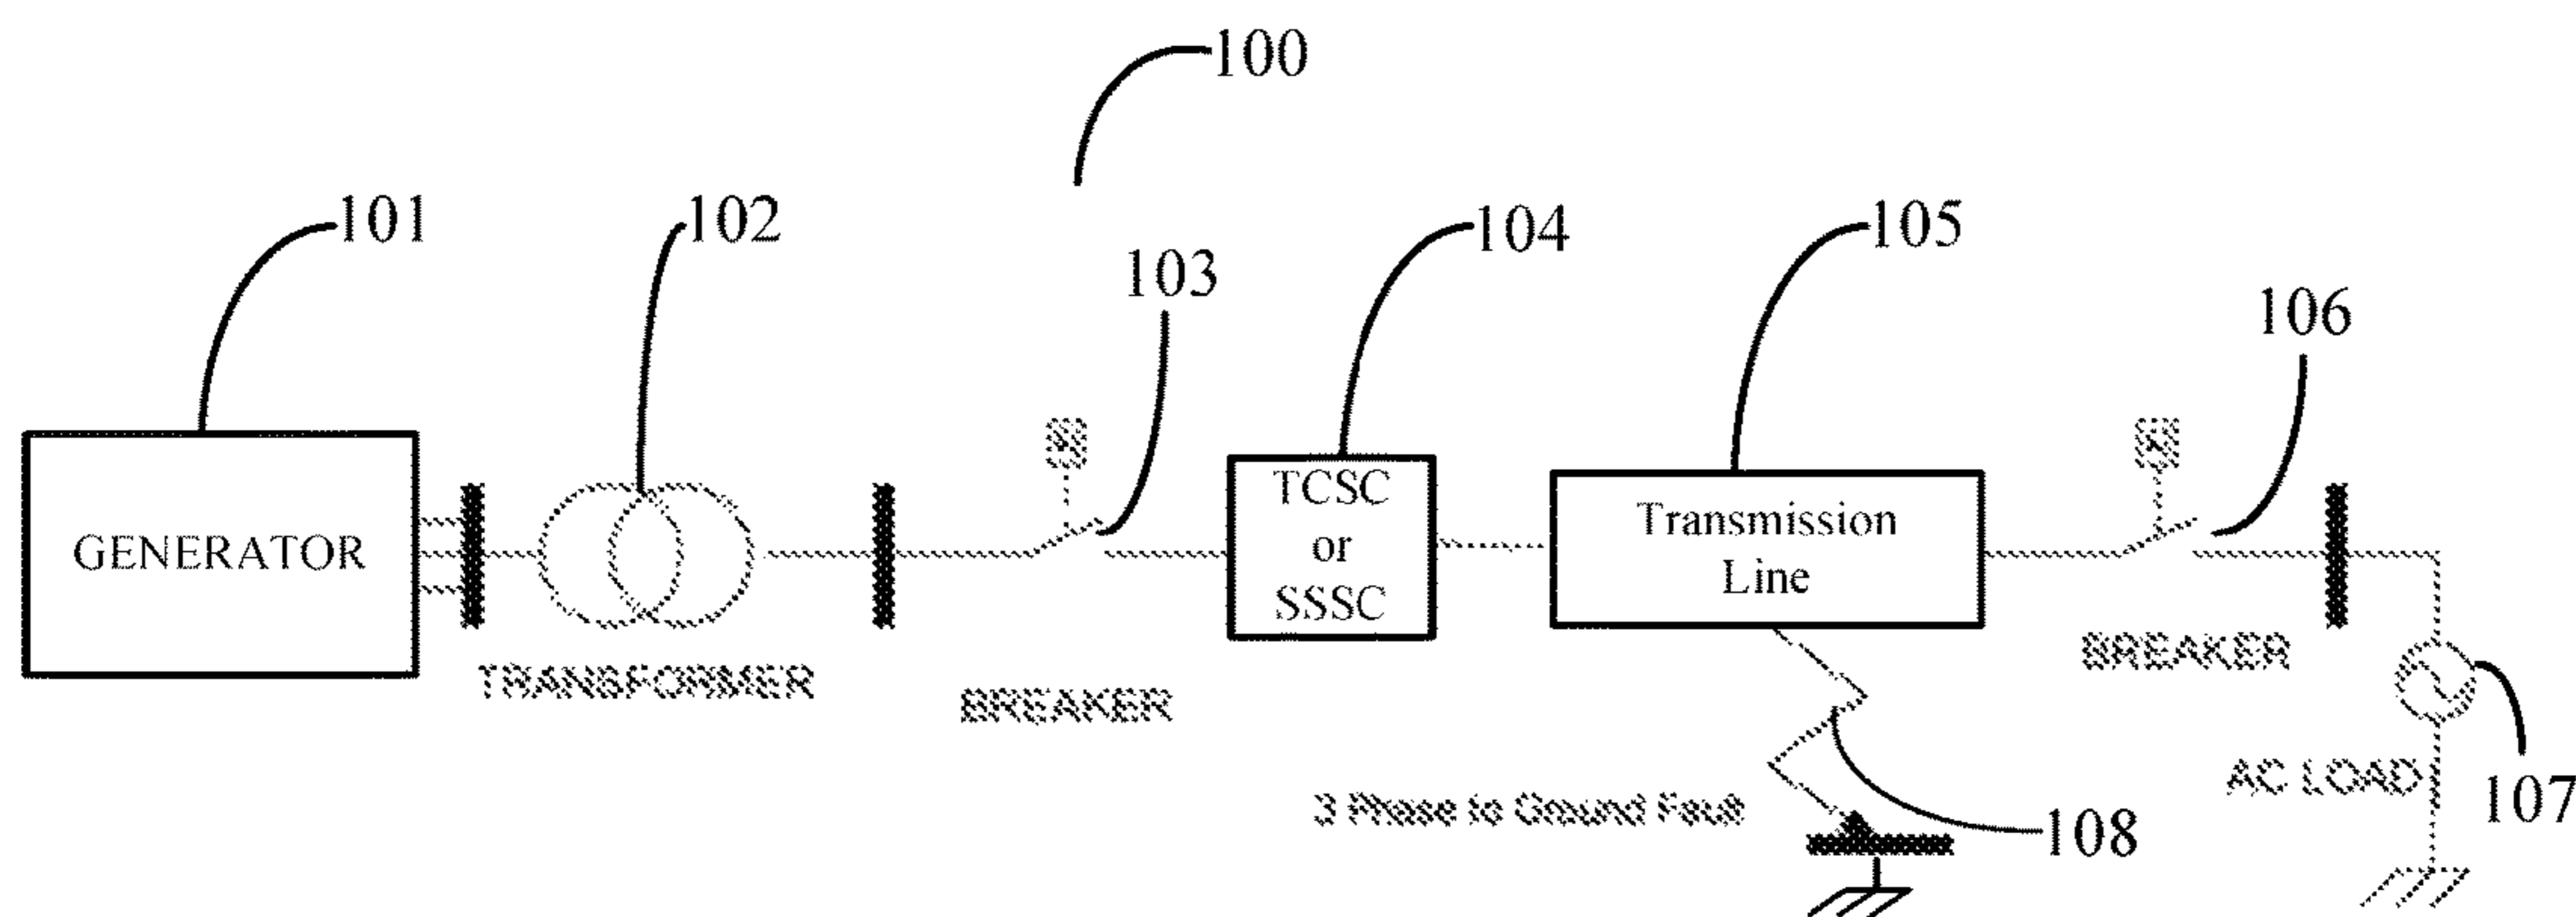 100
101
102
103
104
105
106
GENERATOR
TCSC
or
SSSC
Transmission
Line
TRANSFORMER
BREAKER
BREAKER
AC LOAD
107
3 Phase to Ground Fault
108